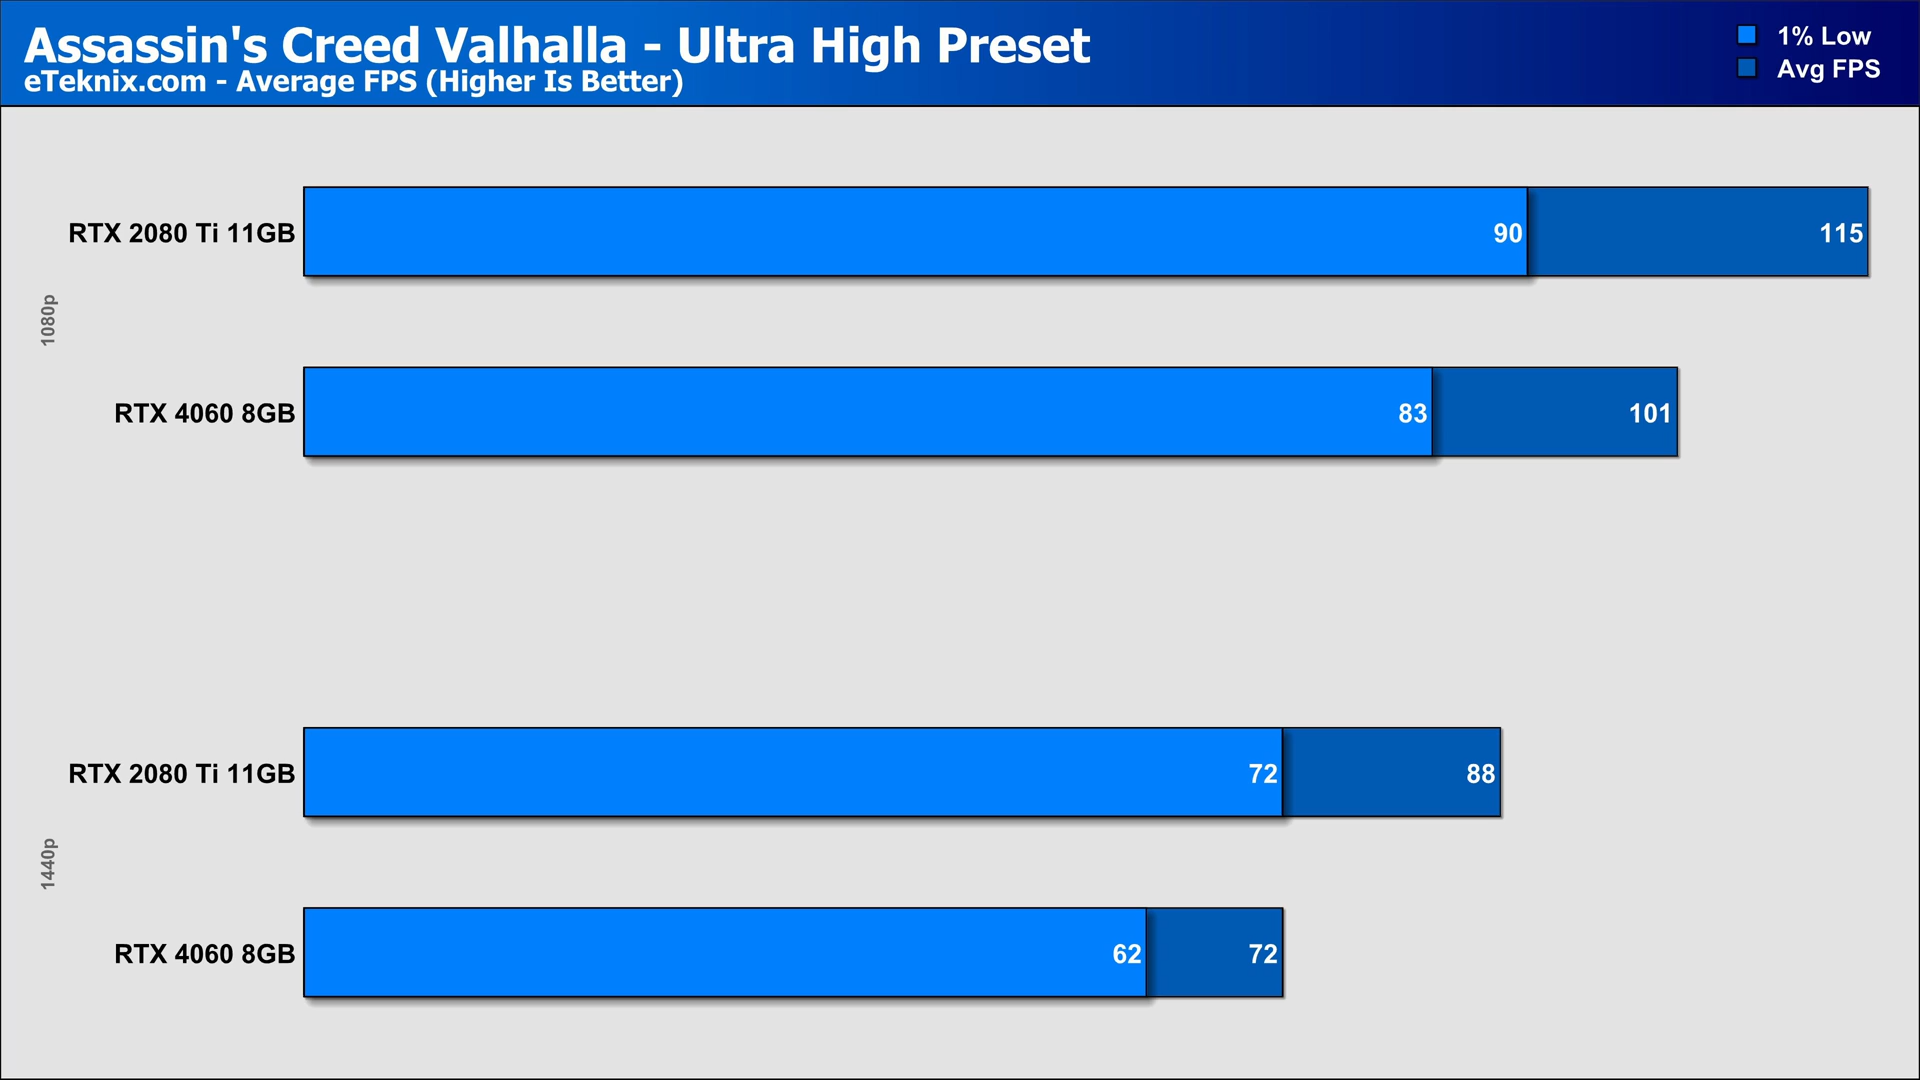 Assassin's Creed Valhalla - Ultra High Preset
eTeknix.com - Average FPS (Higher Is Better)
1% Low
Avg FPS
1080p
RTX 2080 Ti 11GB
90
115
RTX 4060 8GB
83
101
1440p
RTX 2080 Ti 11GB
72
88
RTX 4060 8GB
62
72